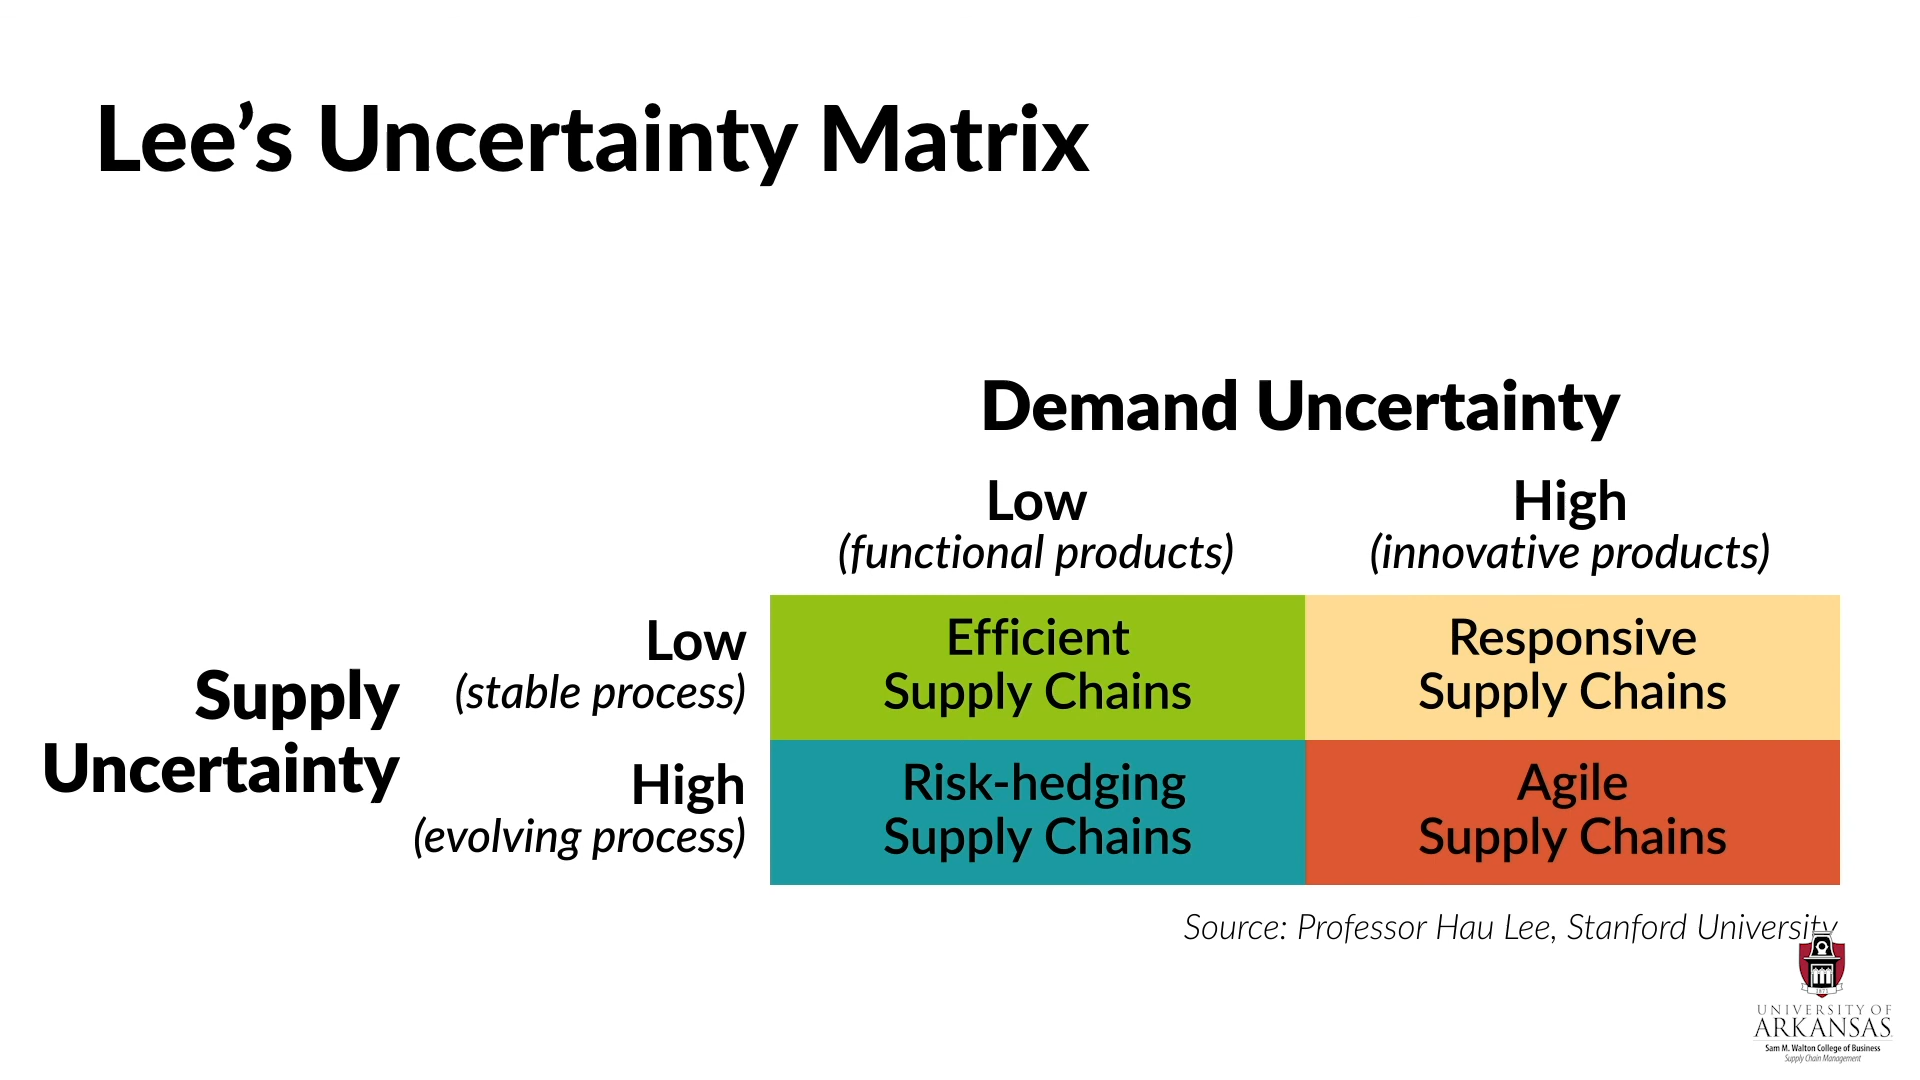 Lee’s Uncertainty Matrix
Demand Uncertainty
Low
(functional products)
High
(innovative products)
Supply
Uncertainty
Low
(stable process)
High
(evolving process)
Efficient
Supply Chains
Responsive
Supply Chains
Risk-hedging
Supply Chains
Agile
Supply Chains
Source: Professor Hau Lee, Stanford University
1871
UNIVERSITY OF
ARKANSAS
Sam M. Walton College of Business
Supply Chain Management